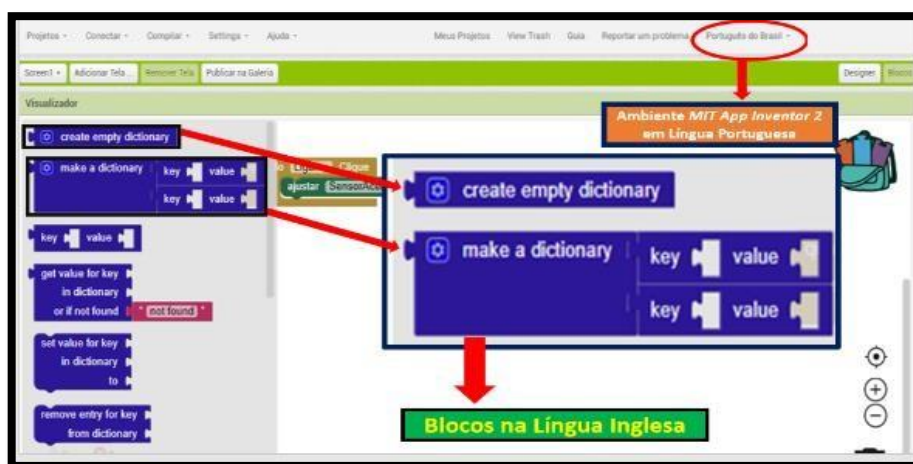 Projetos Conectar Compilar Settings Ajuda Meus Projetos View Trash Guia Reportar um problema Português do Brasil
Screen1 Adicionar Tela ... Remover Tela Publicar na Galeria Designer Blocos
Visualizador
Ambiente MIT App Inventor 2
em Língua Portuguesa
create empty dictionary
make a dictionary key value
key value
key value
get value for key
in dictionary
or if not found " not found "
set value for key
in dictionary
to
remove entry for key
from dictionary
Clique
ajustar
create empty dictionary
make a dictionary key value
key value
Blocos na Língua Inglesa